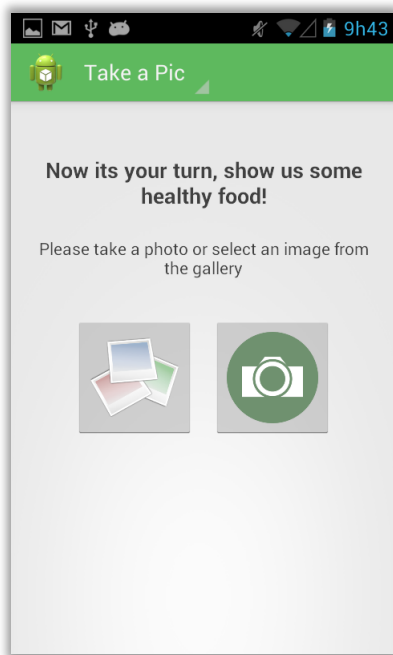 9h43
Take a Pic
Now its your turn, show us some
healthy food!
Please take a photo or select an image from
the gallery